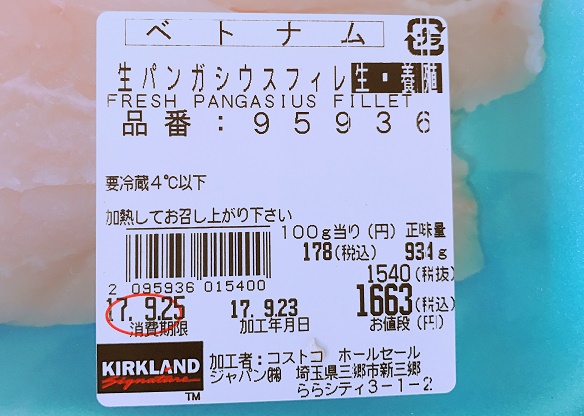 ベトナム
プラ
生パンガシウスフィレ生・養殖
FRESH PANGASIUS FILLET
品番：95936
要冷蔵4℃以下
加熱してお召し上がり下さい
100g当り（円） 正味量
178(税込) 934g
2 095936 015400
1540(税抜)
17. 9.25 17. 9.23 1663(税込)
消費期限 加工年月日 お値段（円）
KIRKLAND
Signature
TM
加工者：コストコ ホールセール
ジャパン㈱ 埼玉県三郷市新三郷
ららシティ3－1－2